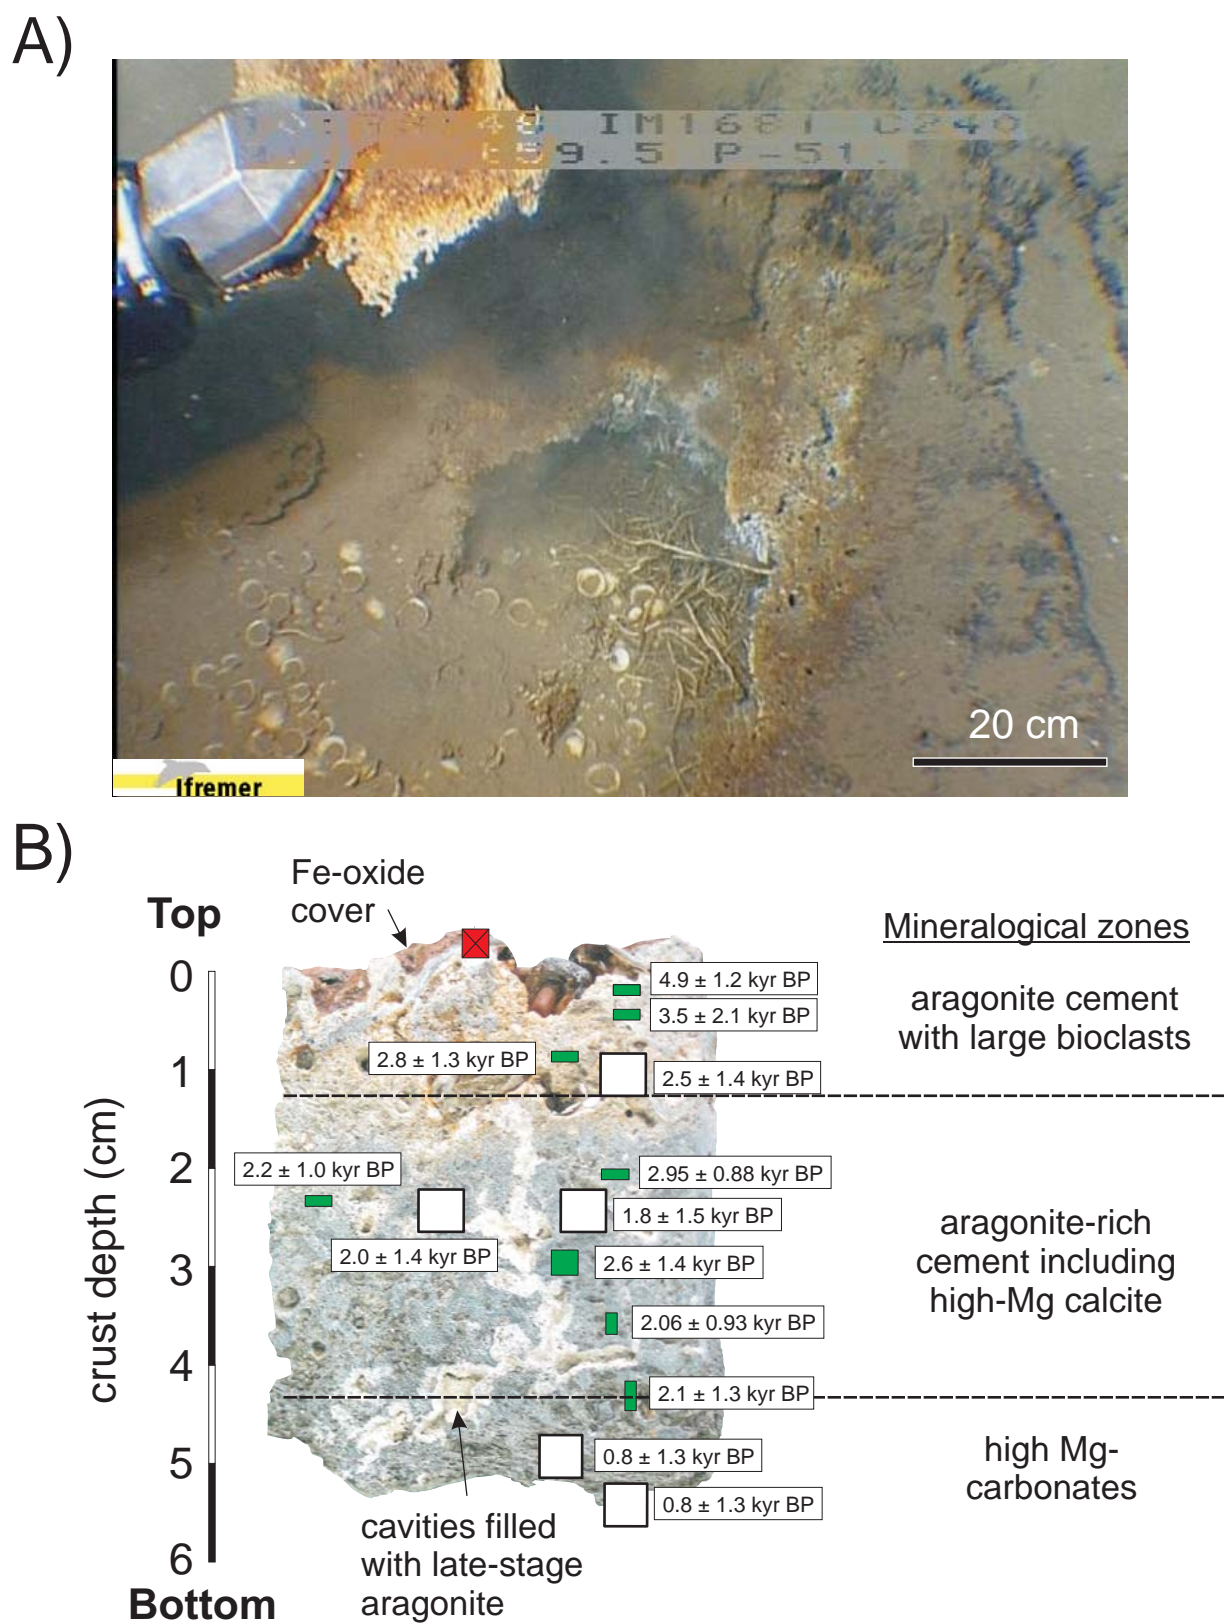 A)
IM1681 C240
9.5 P-51.
20 cm
Ifremer
B)
Fe-oxide
cover
Top
Mineralogical zones
0
4.9 ± 1.2 kyr BP
aragonite cement
with large bioclasts
3.5 ± 2.1 kyr BP
2.8 ± 1.3 kyr BP
1
2.5 ± 1.4 kyr BP
crust depth (cm)
2
2.2 ± 1.0 kyr BP
2.95 ± 0.88 kyr BP
1.8 ± 1.5 kyr BP
aragonite-rich
cement including
high-Mg calcite
2.0 ± 1.4 kyr BP
3
2.6 ± 1.4 kyr BP
2.06 ± 0.93 kyr BP
4
2.1 ± 1.3 kyr BP
5
0.8 ± 1.3 kyr BP
high Mg-
carbonates
0.8 ± 1.3 kyr BP
cavities filled
with late-stage
aragonite
6
Bottom